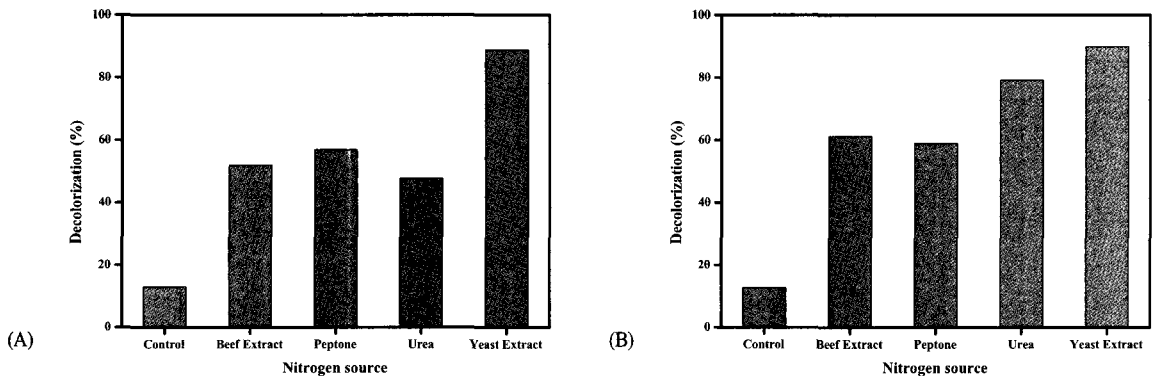 100
80
60
40
20
0
Decolorization (%)
Control Beef Extract Peptone Urea Yeast Extract
Nitrogen source
(A)
100
80
60
40
20
0
Decolorization (%)
Control Beef Extract Peptone Urea Yeast Extract
Nitrogen source
(B)